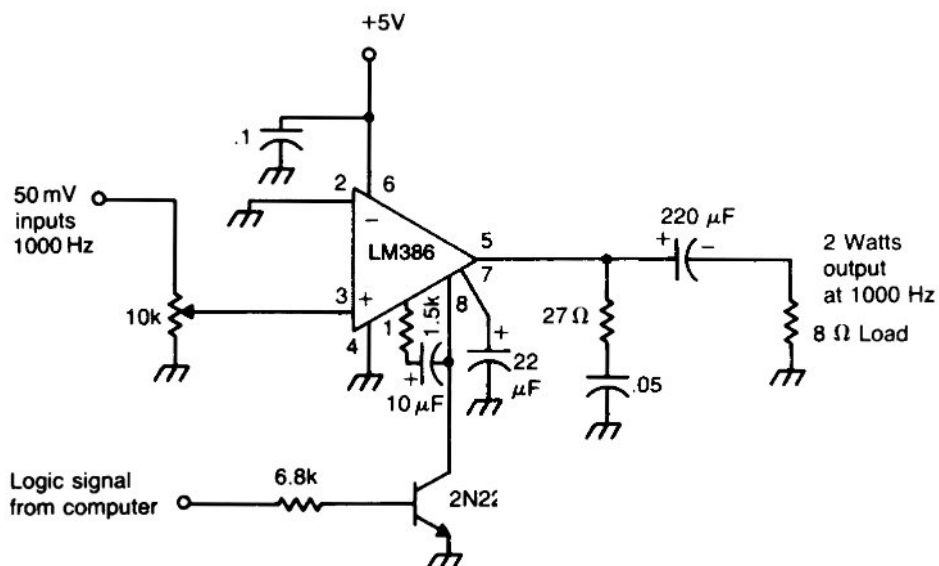 +5V
.1
2
6
50 mV
inputs
1000 Hz
−
LM386
5
7
220 μF
+
−
2 Watts
output
at 1000 Hz
10k
3
+
4
1
1.5k
8
+
10 μF
+
22
μF
27 Ω
.05
8 Ω Load
Logic signal
from computer
6.8k